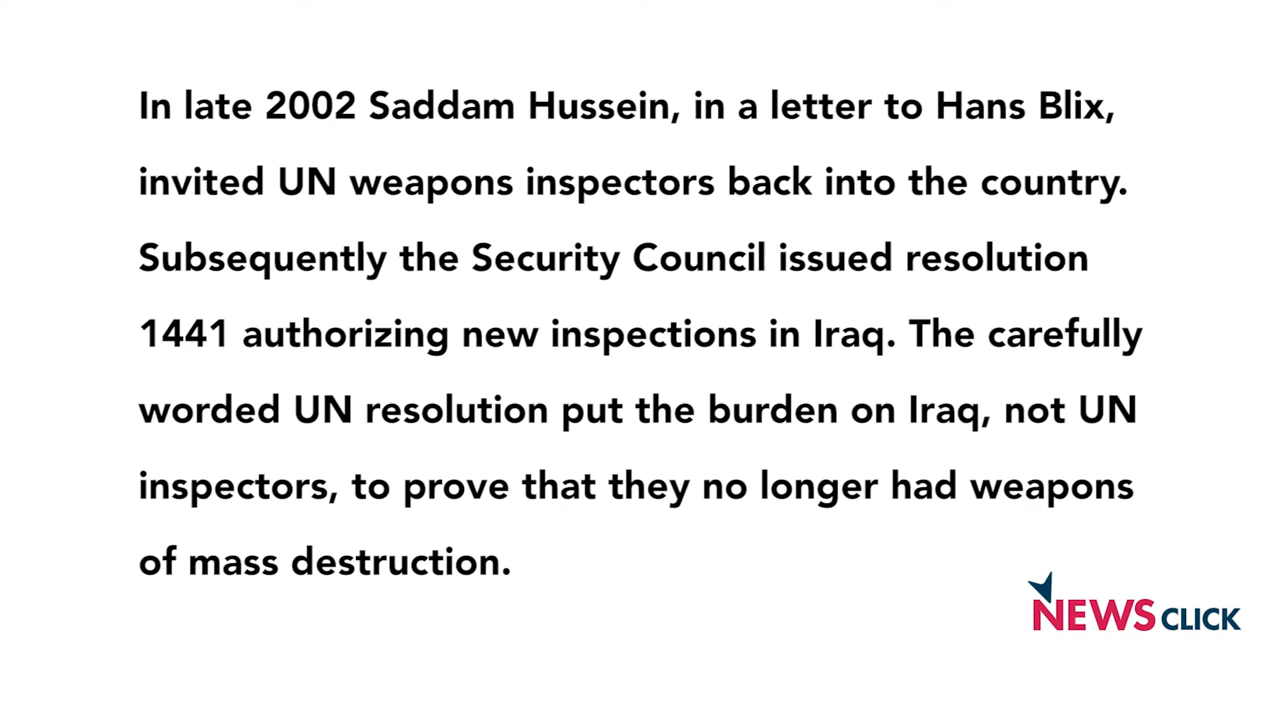 In late 2002 Saddam Hussein, in a letter to Hans Blix,
invited UN weapons inspectors back into the country.
Subsequently the Security Council issued resolution
1441 authorizing new inspections in Iraq. The carefully
worded UN resolution put the burden on Iraq, not UN
inspectors, to prove that they no longer had weapons
of mass destruction.
NEWSCLICK